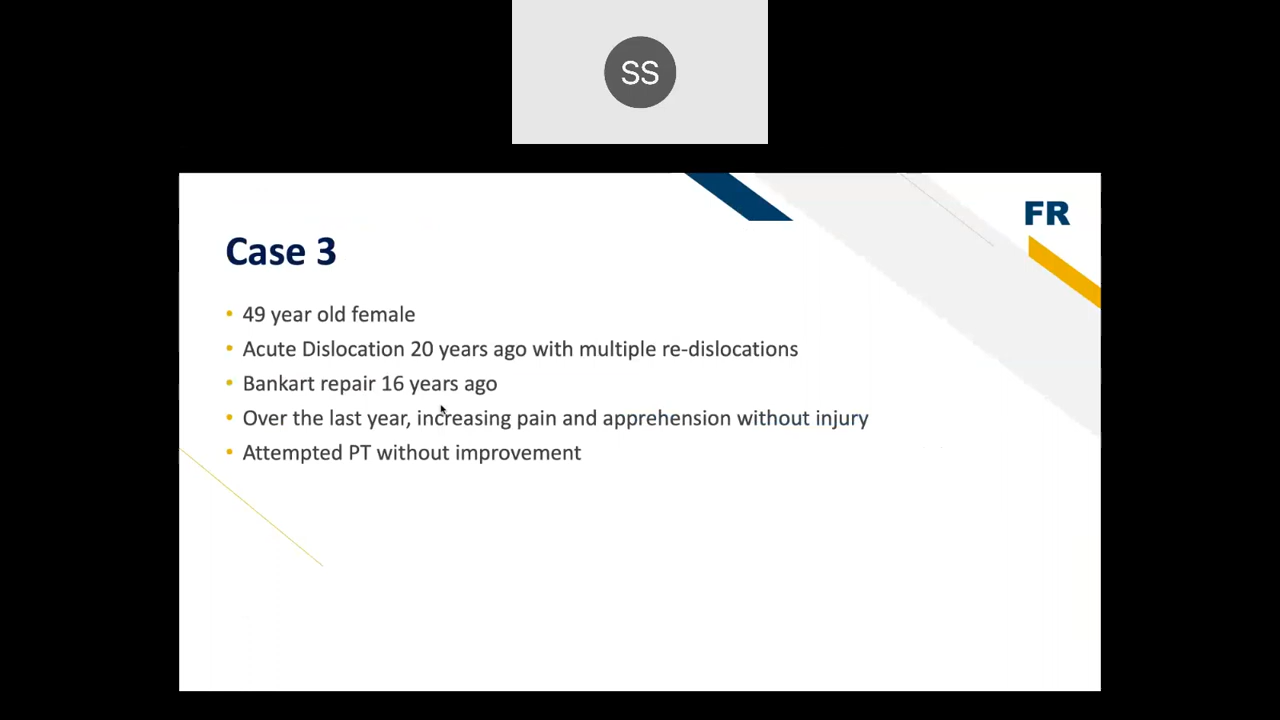 SS
FR
Case 3
• 49 year old female
• Acute Dislocation 20 years ago with multiple re-dislocations
• Bankart repair 16 years ago
• Over the last year, increasing pain and apprehension without injury
• Attempted PT without improvement